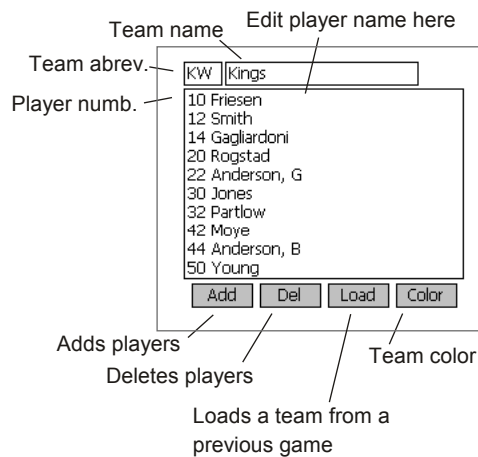 Team name
Edit player name here
Team abrev.
KW Kings
Player numb.
10 Friesen
12 Smith
14 Gagliardoni
20 Rogstad
22 Anderson, G
30 Jones
32 Partlow
42 Moye
44 Anderson, B
50 Young
Add Del Load Color
Adds players
Team color
Deletes players
Loads a team from a
previous game